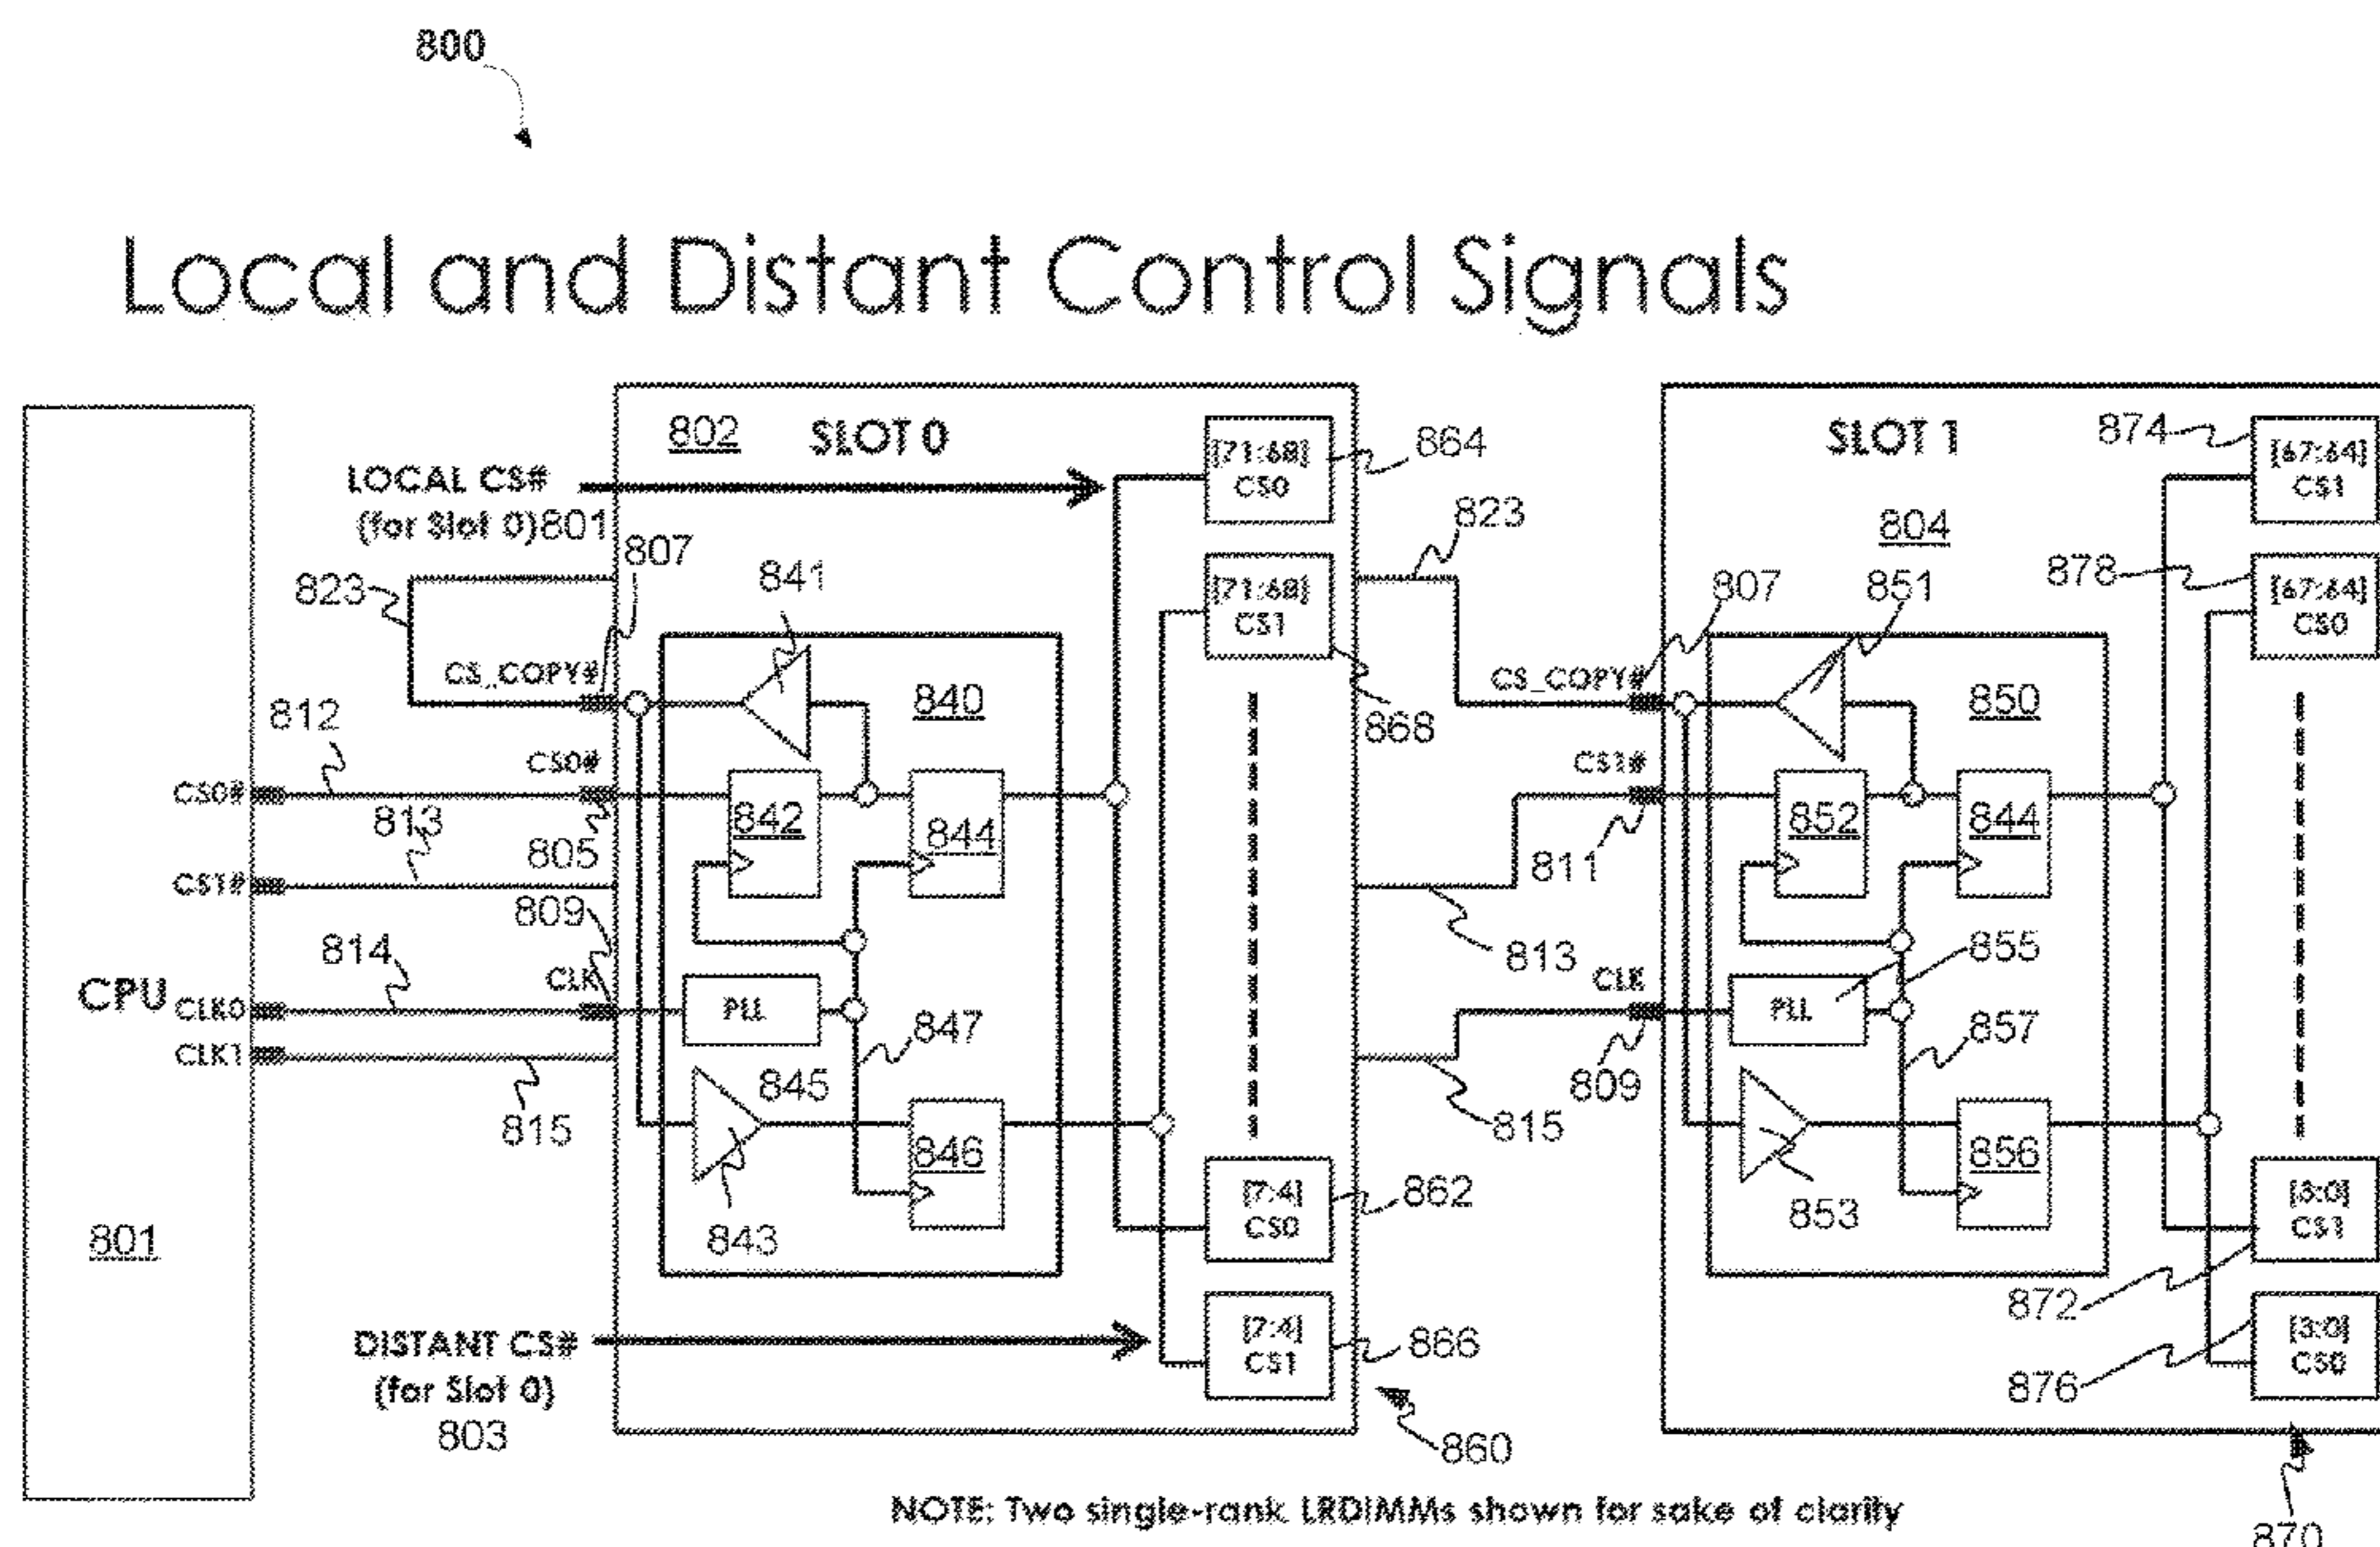 800
Local and Distant Control Signals
802 SLOT 0
LOCAL CS#
(for Slot 0)801
823
807
841
CS_COPY#
840
812
CS0#
CS0#
813
842
844
805
CS1#
809
814
CLK
CPU
CLK0
PLL
847
CLK1
845
815
846
843
801
DISTANT CS#
(for Slot 0)
803
[71:68]
CS0
864
[71:68]
CS1
868
[7:4]
CS0
862
[7:4]
CS1
866
860
823
SLOT 1
804
807
851
CS_COPY#
850
CS1#
852
844
811
813
CLK
855
PLL
857
809
815
856
853
874
[67:64]
CS1
878
[67:64]
CS0
[3:0]
CS1
872
[3:0]
CS0
876
870
NOTE: Two single-rank LRDIMMs shown for sake of clarity